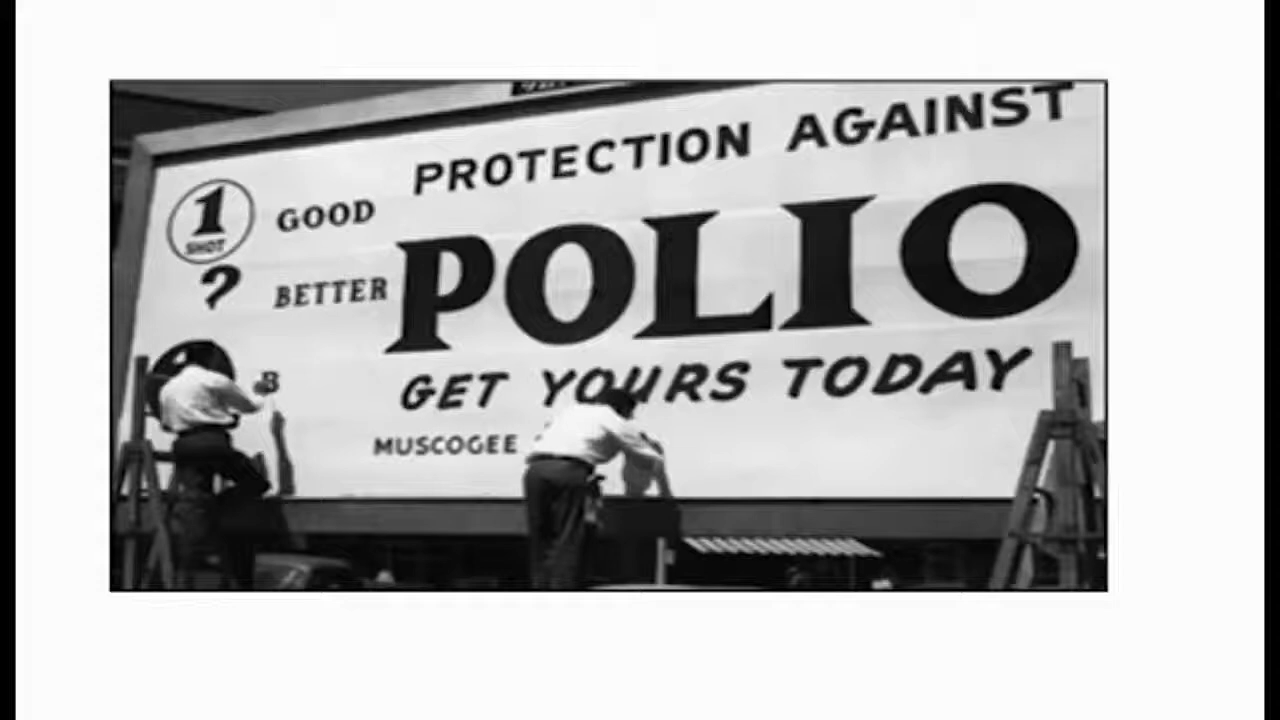 PROTECTION AGAINST
1 GOOD
SHOT
POLIO
? BETTER
B
GET YOURS TODAY
MUSCOGEE